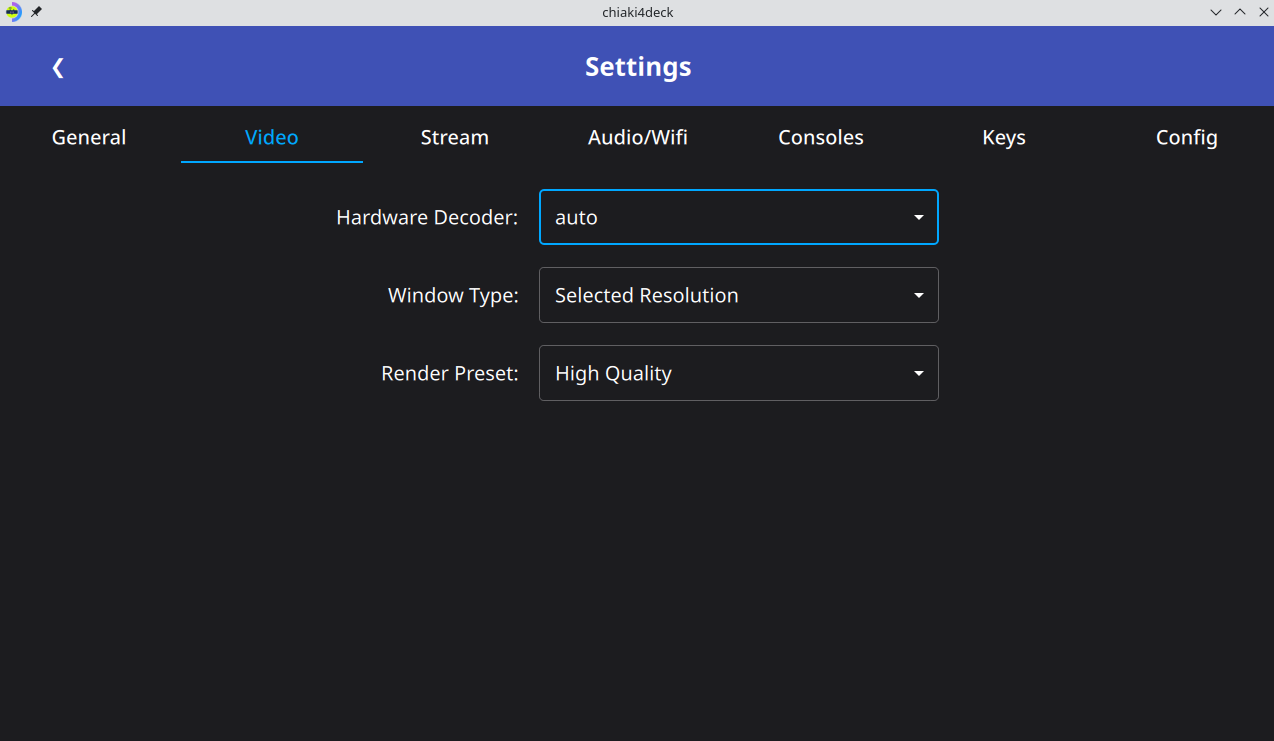 chiaki4deck
Settings
General Video Stream Audio/Wifi Consoles Keys Config
Hardware Decoder: auto
Window Type: Selected Resolution
Render Preset: High Quality